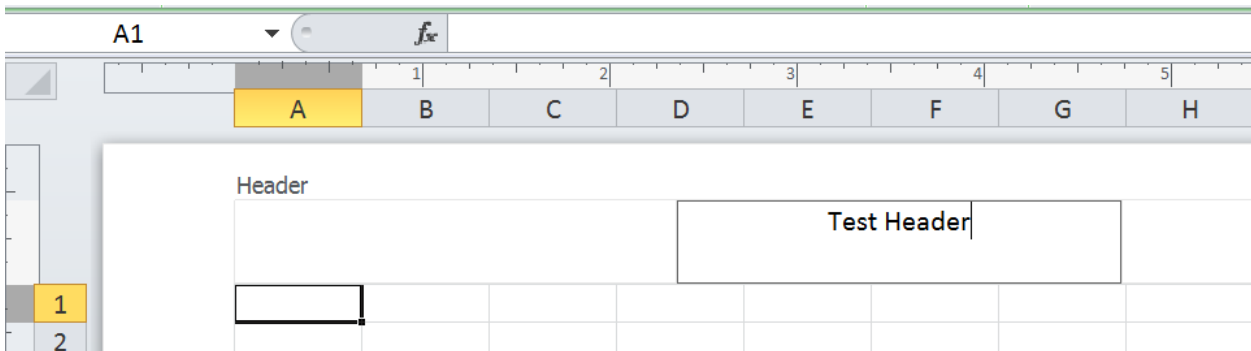 A1 fx
1 2 3 4 5
A B C D E F G H
Header
Test Header
1
2